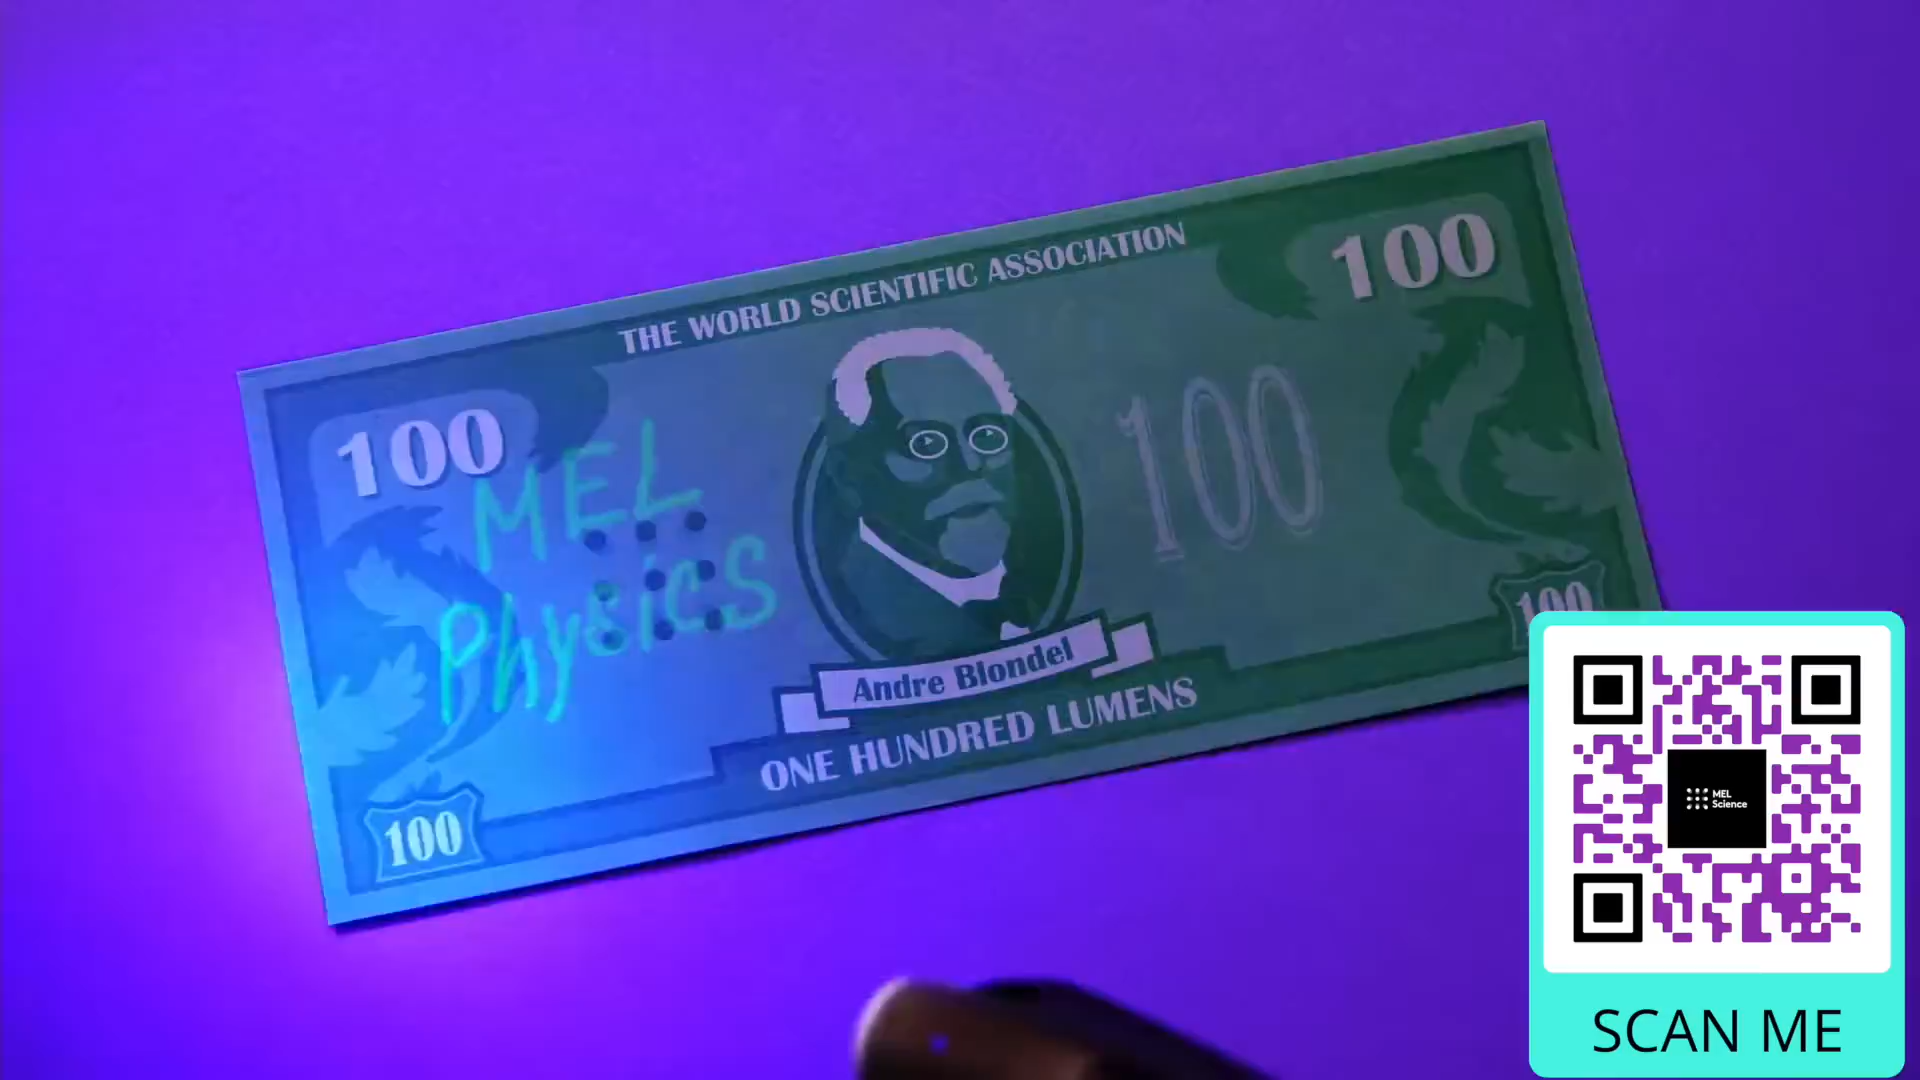 THE WORLD SCIENTIFIC ASSOCIATION
100
100
MEL
Physics
100
Andre Blondel
ONE HUNDRED LUMENS
100
100
MEL
Science
SCAN ME